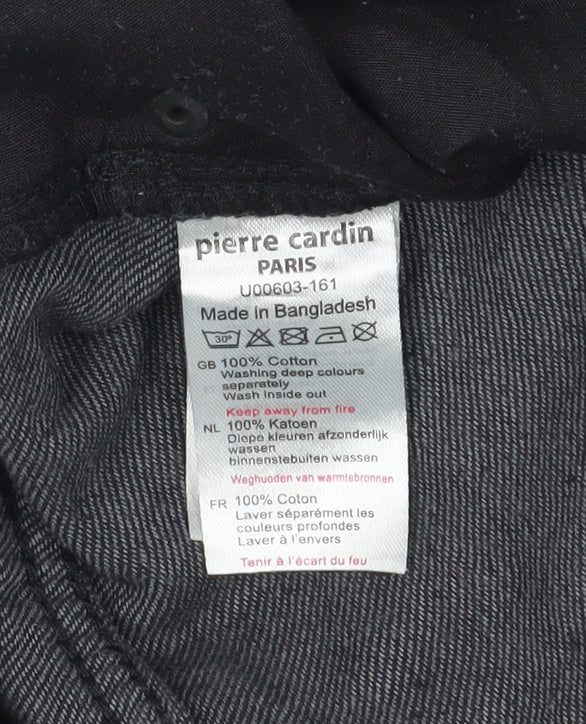 pierre cardin
PARIS
U00603-161
Made in Bangladesh
30°
GB 100% Cotton
Washing deep colours
separately
Wash inside out
Keep away from fire
NL 100% Katoen
Diepe kleuren afzonderlijk
wassen
binnenstebuiten wassen
Weghuoden van warmtebronnen
FR 100% Coton
Laver séparément les
couleurs profondes
Laver à l'envers
Tenir à l'écart du feu